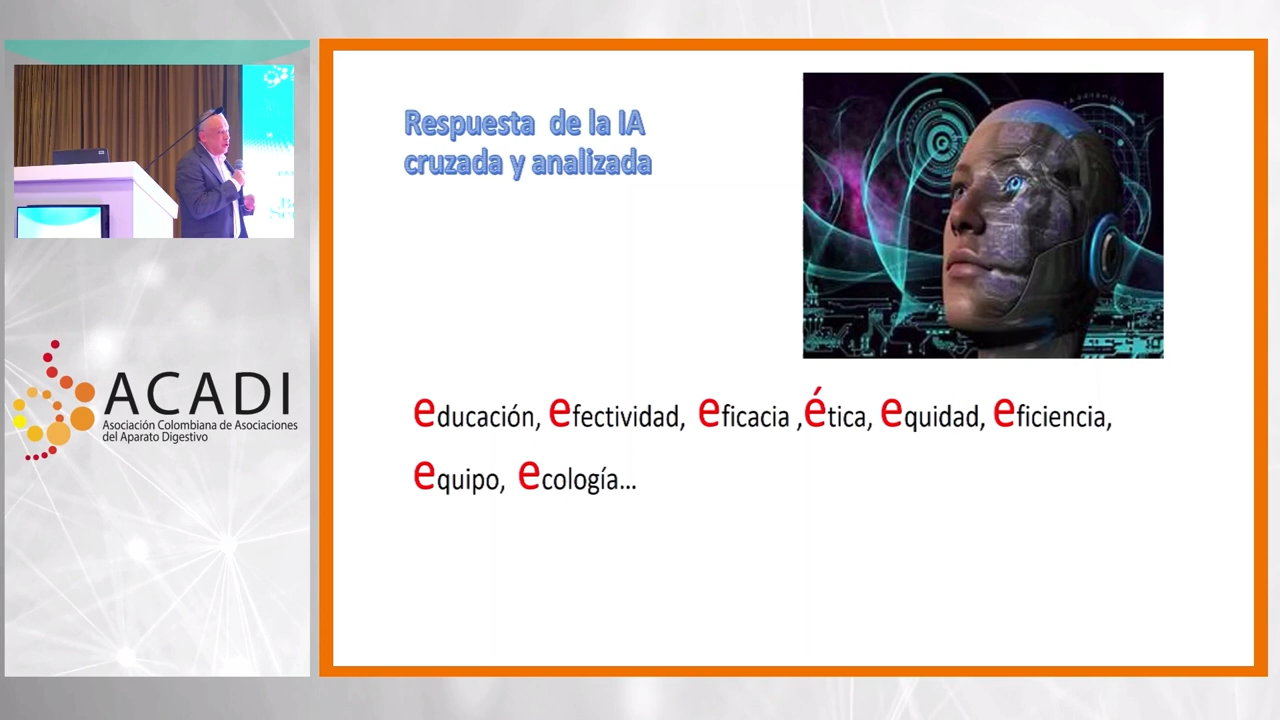 Respuesta de la IA
cruzada y analizada
educación, efectividad, eficacia ,ética, equidad, eficiencia,
equipo, ecología...
ACADI
Asociación Colombiana de Asociaciones
del Aparato Digestivo